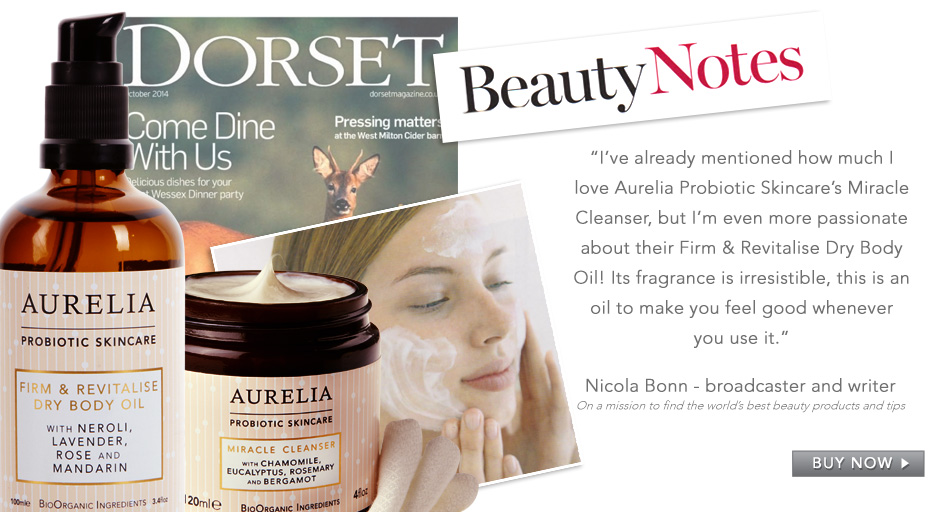 DORSET
october 2014
dorsetmagazine.co.u
Come Dine
With Us
Delicious dishes for your
Wessex Dinner party
Pressing matters
at the West Milton Cider
Beauty Notes
“I’ve already mentioned how much I
love Aurelia Probiotic Skincare’s Miracle
Cleanser, but I’m even more passionate
about their Firm & Revitalise Dry Body
Oil! Its fragrance is irresistible, this is an
oil to make you feel good whenever
you use it.“
Nicola Bonn - broadcaster and writer
On a mission to find the world's best beauty products and tips
BUY NOW
AURELIA
PROBIOTIC SKINCARE
FIRM & REVITALISE
DRY BODY OIL
WITH NEROLI,
LAVENDER,
ROSE AND
MANDARIN
100ml e BIOORGANIC INGREDIENTS 3.4floz
AURELIA
PROBIOTIC SKINCARE
MIRACLE CLEANSER
WITH CHAMOMILE,
EUCALYPTUS, ROSEMARY
AND BERGAMOT
120ml e 4floz
BIOORGANIC INGREDIENTS